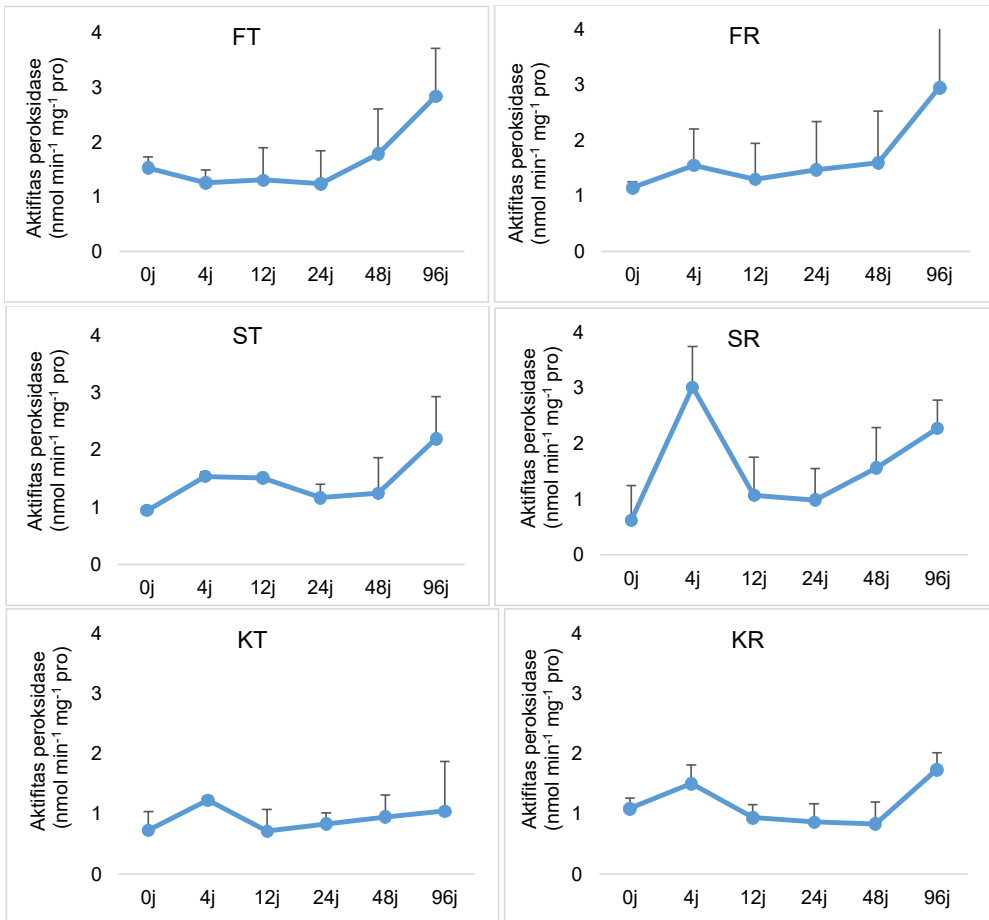 FT
Aktifitas peroksidase
(nmol min⁻¹ mg⁻¹ pro)
4
3
2
1
0
0j 4j 12j 24j 48j 96j
FR
Aktifitas peroksidase
(nmol min⁻¹ mg⁻¹ pro)
4
3
2
1
0
0j 4j 12j 24j 48j 96j
ST
Aktifitas peroksidase
(nmol min⁻¹ mg⁻¹ pro)
4
3
2
1
0
0j 4j 12j 24j 48j 96j
SR
Aktifitas peroksidase
(nmol min⁻¹ mg⁻¹ pro)
4
3
2
1
0
0j 4j 12j 24j 48j 96j
KT
Aktifitas peroksidase
(nmol min⁻¹ mg⁻¹ pro)
4
3
2
1
0
0j 4j 12j 24j 48j 96j
KR
Aktifitas peroksidase
(nmol min⁻¹ mg⁻¹ pro)
4
3
2
1
0
0j 4j 12j 24j 48j 96j